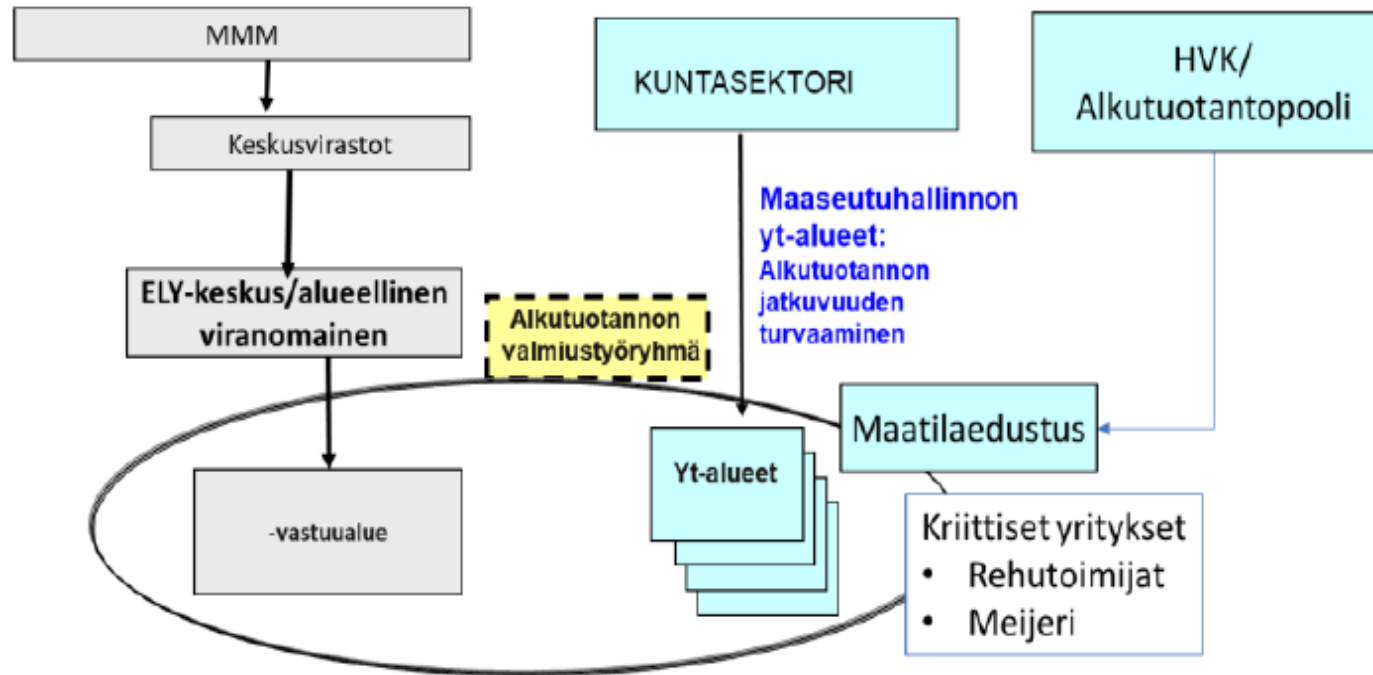 MMM
Keskusvirastot
ELY-keskus/alueellinen
viranomainen
-vastuualue
Alkutuotannon
valmiustyöryhmä
KUNTASEKTORI
Maaseutuhallinnon
yt-alueet:
Alkutuotannon
jatkuvuuden
turvaaminen
Yt-alueet
HVK/
Alkutuotantopooli
Maatilaedustus
Kriittiset yritykset
• Rehutoimijat
• Meijeri